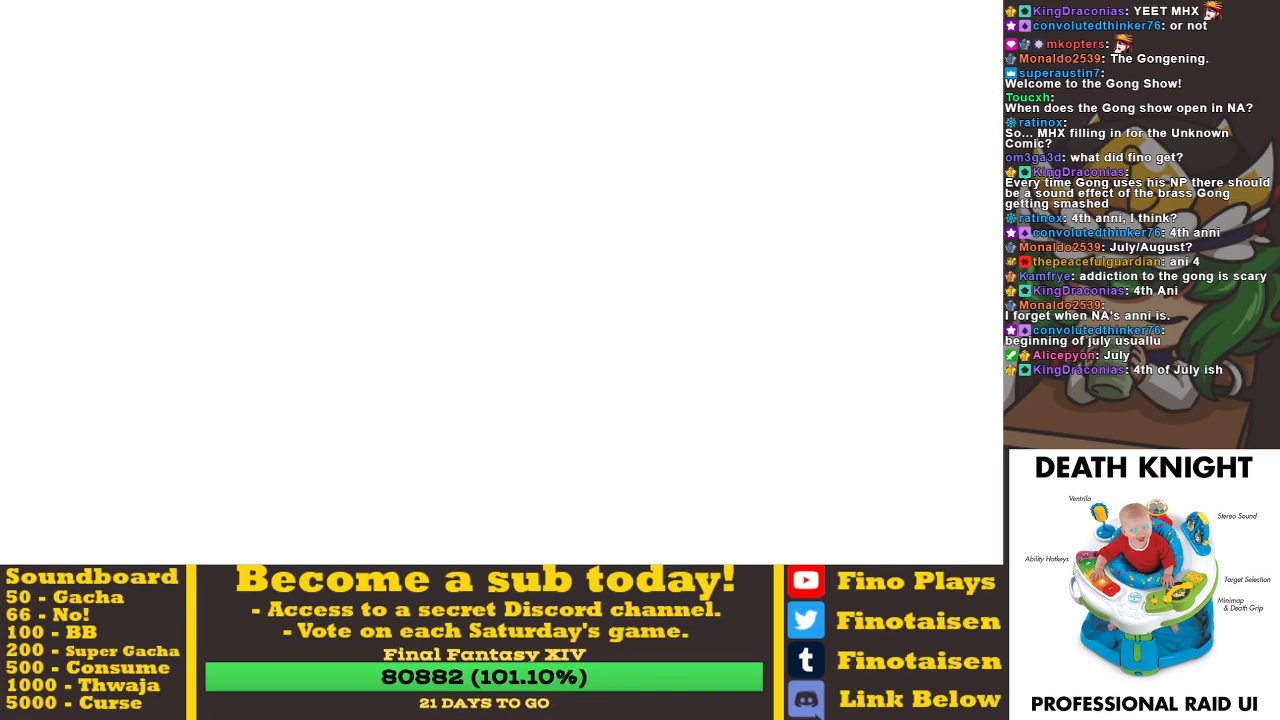 KingDraconias: YEET MHX
convolutedthinker76: or not
mkopters:
Monaldo2539: The Gongening.
superaustin7:
Welcome to the Gong Show!
Toucxh:
When does the Gong show open in NA?
ratinox:
So... MHX filling in for the Unknown
Comic?
om3ga3d: what did fino get?
KingDraconias:
Every time Gong uses his NP there should
be a sound effect of the brass Gong
getting smashed
ratinox: 4th anni, I think?
convolutedthinker76: 4th anni
Monaldo2539: July/August?
thepeacefulguardian: ani 4
Kamfrye: addiction to the gong is scary
KingDraconias: 4th Ani
Monaldo2539:
I forget when NA's anni is.
convolutedthinker76:
beginning of july usuallu
Alicepyon: July
KingDraconias: 4th of July ish
DEATH KNIGHT
Ventrilo
Stereo Sound
Ability Hotkeys
Target Selection
Minimap
& Death Grip
PROFESSIONAL RAID UI
Soundboard
50 - Gacha
66 - No!
100 - BB
200 - Super Gacha
500 - Consume
1000 - Thwaja
5000 - Curse
Become a sub today!
- Access to a secret Discord channel.
- Vote on each Saturday's game.
Final Fantasy XIV
80882 (101.10%)
21 DAYS TO GO
Fino Plays
Finotaisen
Finotaisen
Link Below